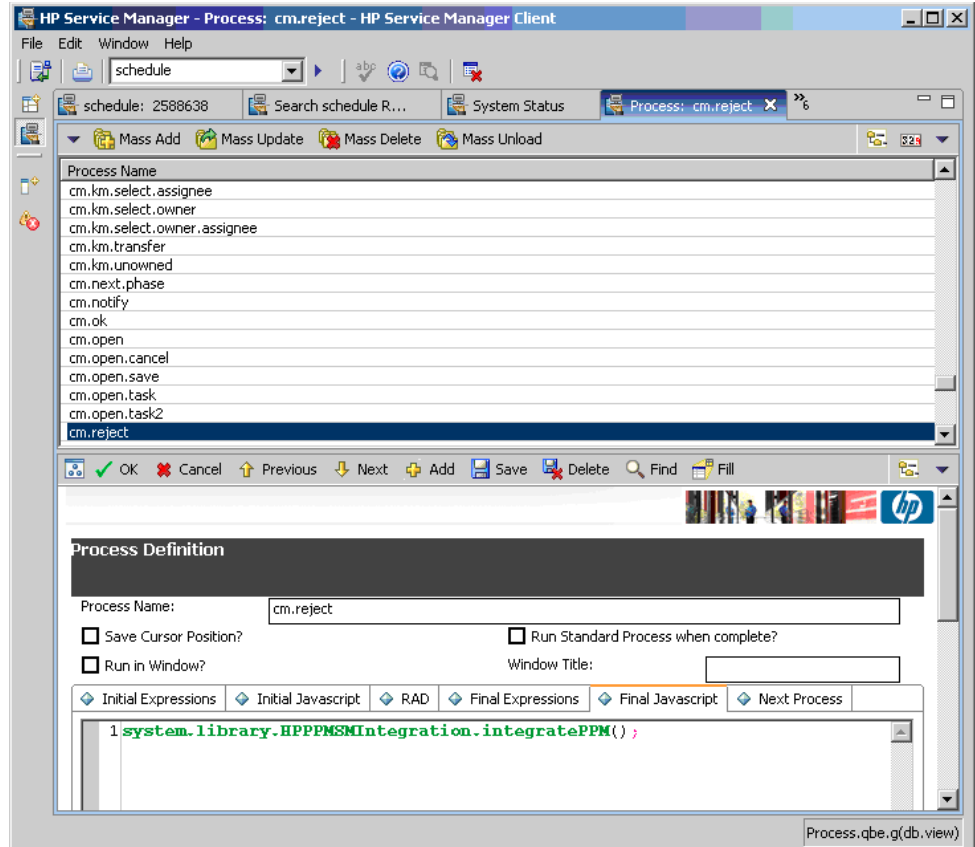 HP Service Manager - Process: cm.reject - HP Service Manager Client
File Edit Window Help
schedule abc
schedule: 2588638 Search schedule R... System Status Process: cm.reject »6
Mass Add Mass Update Mass Delete Mass Unload
Process Name
cm.km.select.assignee
cm.km.select.owner
cm.km.select.owner.assignee
cm.km.transfer
cm.km.unowned
cm.next.phase
cm.notify
cm.ok
cm.open
cm.open.cancel
cm.open.save
cm.open.task
cm.open.task2
cm.reject
OK Cancel Previous Next Add Save Delete Find Fill
hp
Process Definition
Process Name: cm.reject
Save Cursor Position? Run Standard Process when complete?
Run in Window? Window Title:
Initial Expressions Initial Javascript RAD Final Expressions Final Javascript Next Process
1 system.library.HPPPMSMIntegration.integratePPM();
Process.qbe.g(db.view)